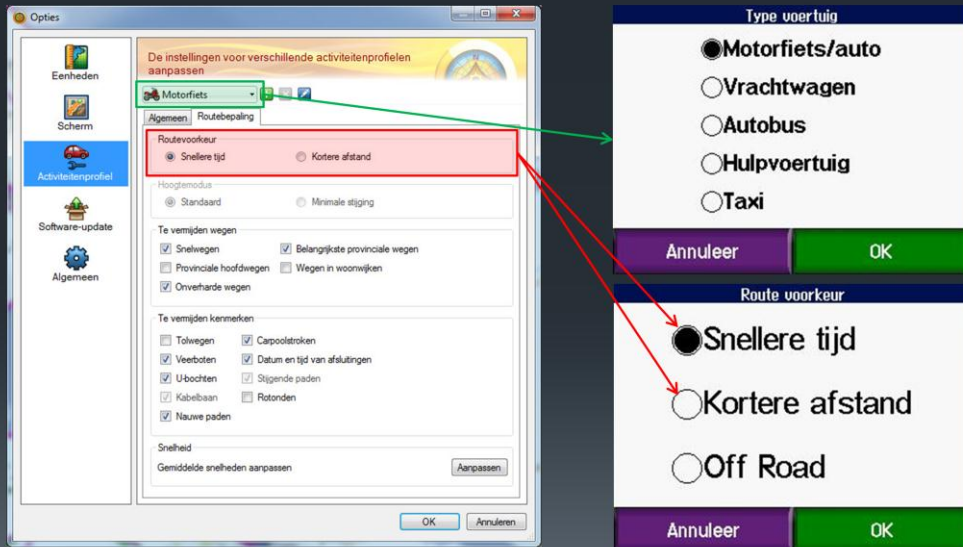 Opties
Eenheden
Scherm
Activiteitenprofiel
Software-update
Algemeen
De instellingen voor verschillende activiteitenprofielen
aanpassen
Motorfiets
Algemeen Routebepaling
Routevoorkeur
Snellere tijd Kortere afstand
Hoogtemodus
Standaard Minimale stijging
Te vermijden wegen
Snelwegen Belangrijkste provinciale wegen
Provinciale hoofdwegen Wegen in woonwijken
Onverharde wegen
Te vermijden kenmerken
Tolwegen Carpoolstroken
Veerboten Datum en tijd van afsluitingen
U-bochten Stijgende paden
Kabelbaan Rotonden
Nauwe paden
Snelheid
Gemiddelde snelheden aanpassen Aanpassen
OK Annuleren
Type voertuig
Motorfiets/auto
Vrachtwagen
Autobus
Hulpvoertuig
Taxi
Annuleer OK
Route voorkeur
Snellere tijd
Kortere afstand
Off Road
Annuleer OK